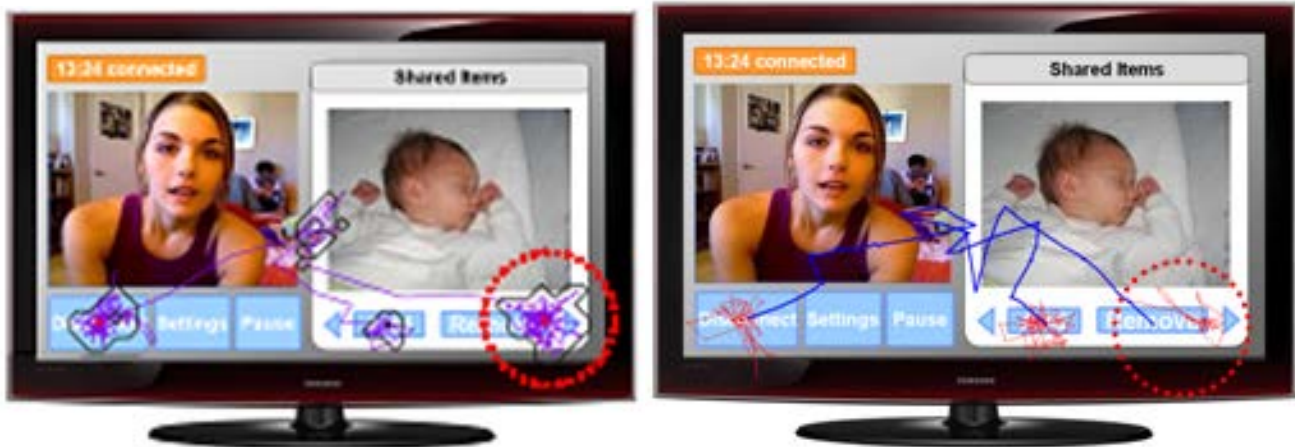 13:24 connected
Shared Items
Settings
Pause
13:24 connected
Shared Items
Disconnect
Settings
Pause
Remove